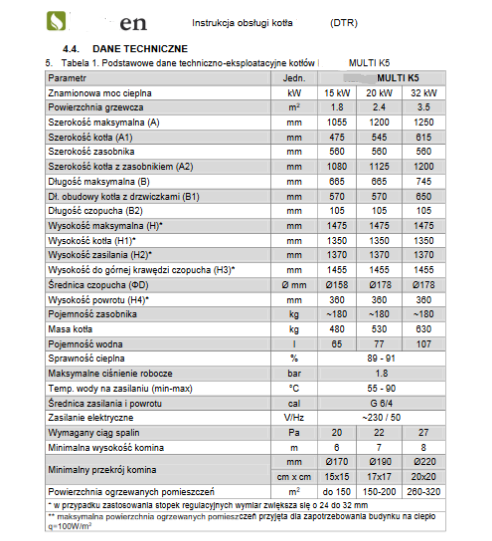 en Instrukcja obsługi kotła (DTR)
4.4. DANE TECHNICZNE
5. Tabela 1. Podstawowe dane techniczno-eksploatacyjne kotłów MULTI K5
Parametr Jedn. MULTI K5
Znamionowa moc cieplna kW 15 kW 20 kW 32 kW
Powierzchnia grzewcza m² 1.8 2.4 3.5
Szerokość maksymalna (A) mm 1055 1200 1250
Szerokość kotła (A1) mm 475 545 615
Szerokość zasobnika mm 560 560 560
Szerokość kotła z zasobnikiem (A2) mm 1080 1125 1200
Długość maksymalna (B) mm 665 665 745
Dł. obudowy kotła z drzwiczkami (B1) mm 570 570 650
Długość czopucha (B2) mm 105 105 105
Wysokość maksymalna (H)* mm 1475 1475 1475
Wysokość kotła (H1)* mm 1350 1350 1350
Wysokość zasilania (H2)* mm 1370 1370 1370
Wysokość do górnej krawędzi czopucha (H3)* mm 1455 1455 1455
Średnica czopucha (ΦD) Ø mm Ø158 Ø178 Ø178
Wysokość powrotu (H4)* mm 360 360 360
Pojemność zasobnika kg ~180 ~180 ~180
Masa kotła kg 480 530 630
Pojemność wodna l 65 77 107
Sprawność cieplna % 89 - 91
Maksymalne ciśnienie robocze bar 1.8
Temp. wody na zasilaniu (min-max) °C 55 - 90
Średnica zasilania i powrotu cal G 6/4
Zasilanie elektryczne V/Hz ~230 / 50
Wymagany ciąg spalin Pa 20 22 27
Minimalna wysokość komina m 6 7 8
Minimalny przekrój komina mm Ø170 Ø190 Ø220
cm x cm 15x15 17x17 20x20
Powierzchnia ogrzewanych pomieszczeń m² do 150 150-200 260-320
* w przypadku zastosowania stopek regulacyjnych wymiar zwiększa się o 24 do 32 mm
** maksymalna powierzchnia ogrzewanych pomieszczeń przyjęta dla zapotrzebowania budynku na ciepło
q=100W/m²